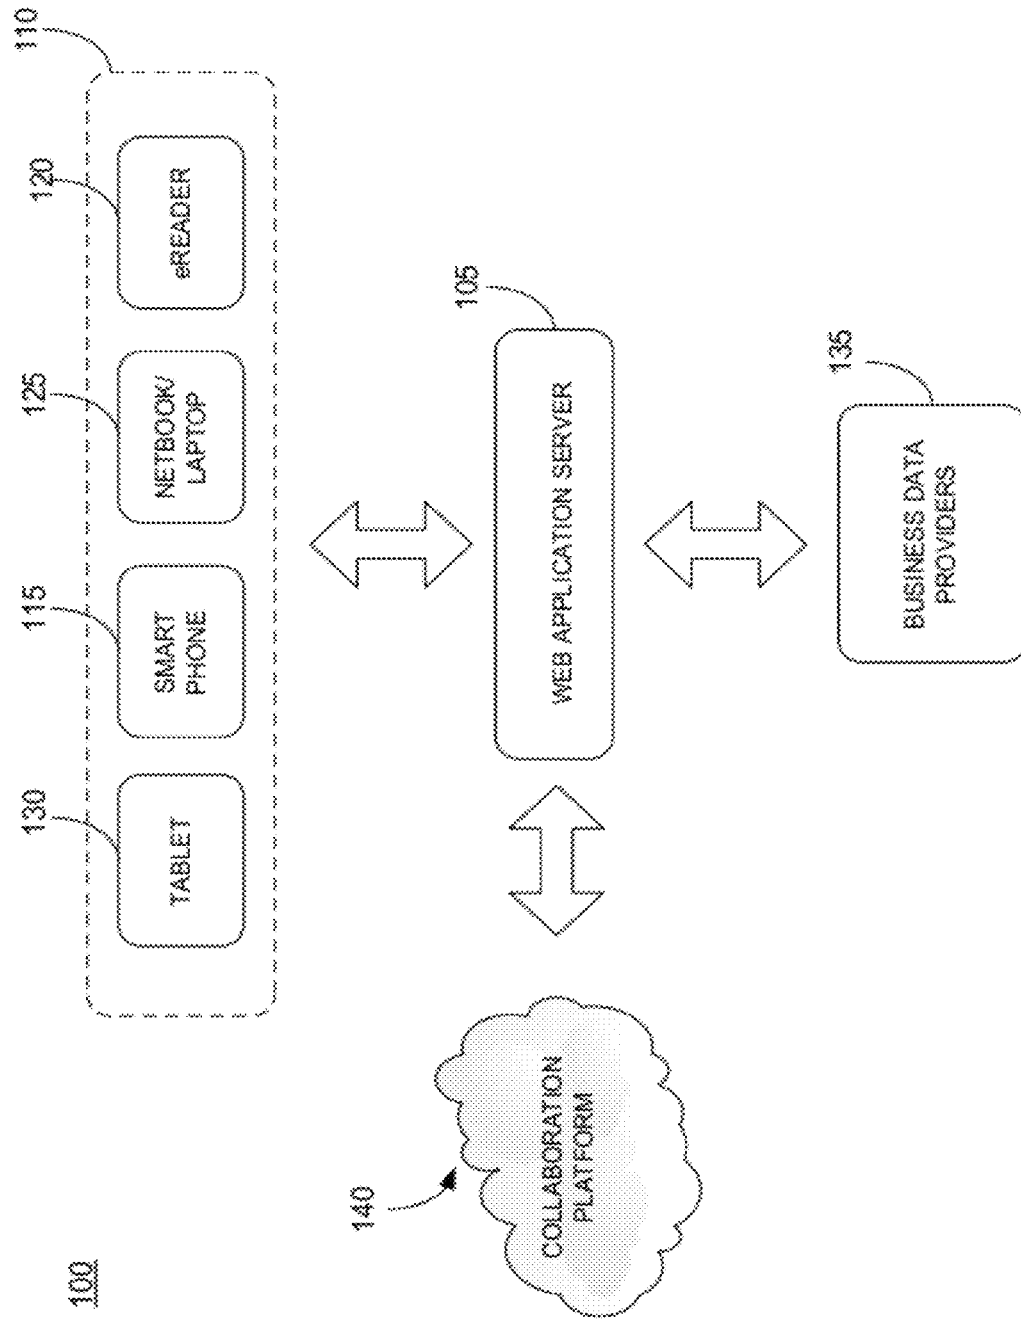 100
110
130
115
125
120
TABLET
SMART
PHONE
NETBOOK/
LAPTOP
eREADER
105
WEB APPLICATION SERVER
140
COLLABORATION
PLATFORM
135
BUSINESS DATA
PROVIDERS